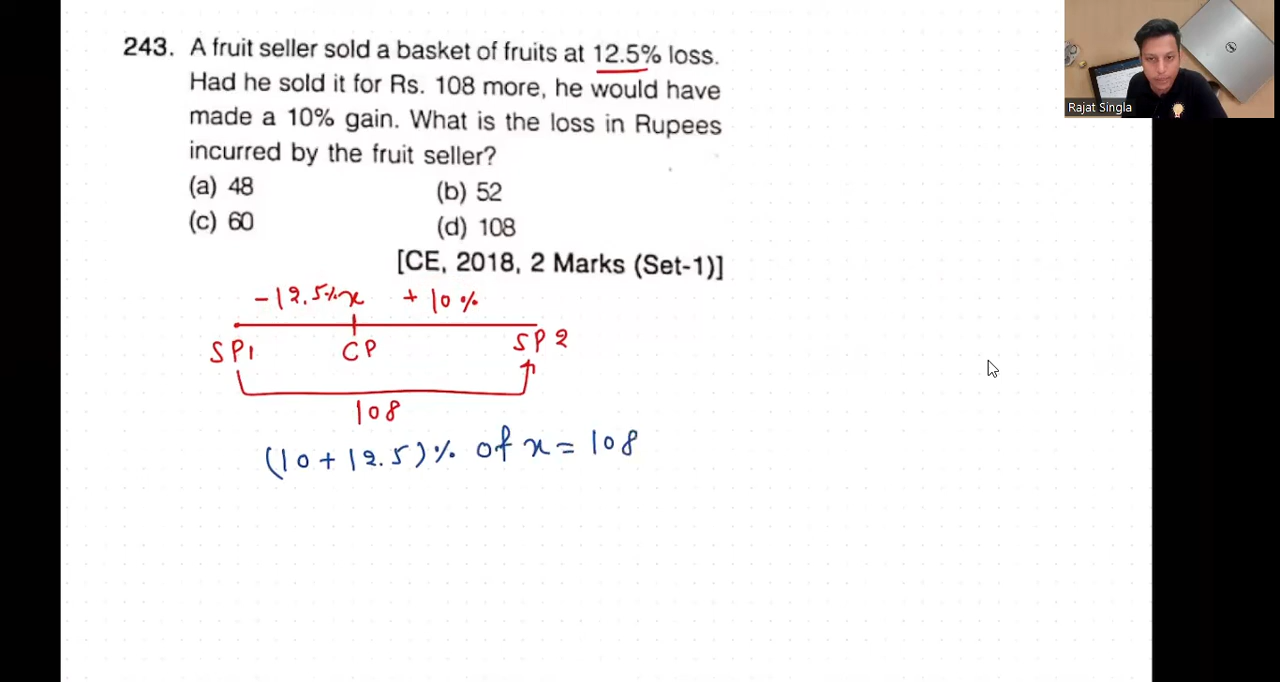 243. A fruit seller sold a basket of fruits at 12.5% loss.
Had he sold it for Rs. 108 more, he would have
made a 10% gain. What is the loss in Rupees
incurred by the fruit seller?
(a) 48 (b) 52
(c) 60 (d) 108
[CE, 2018, 2 Marks (Set-1)]
-12.5%x +10%
SP1 CP SP2
108
(10+12.5)% of x = 108
Rajat Singla